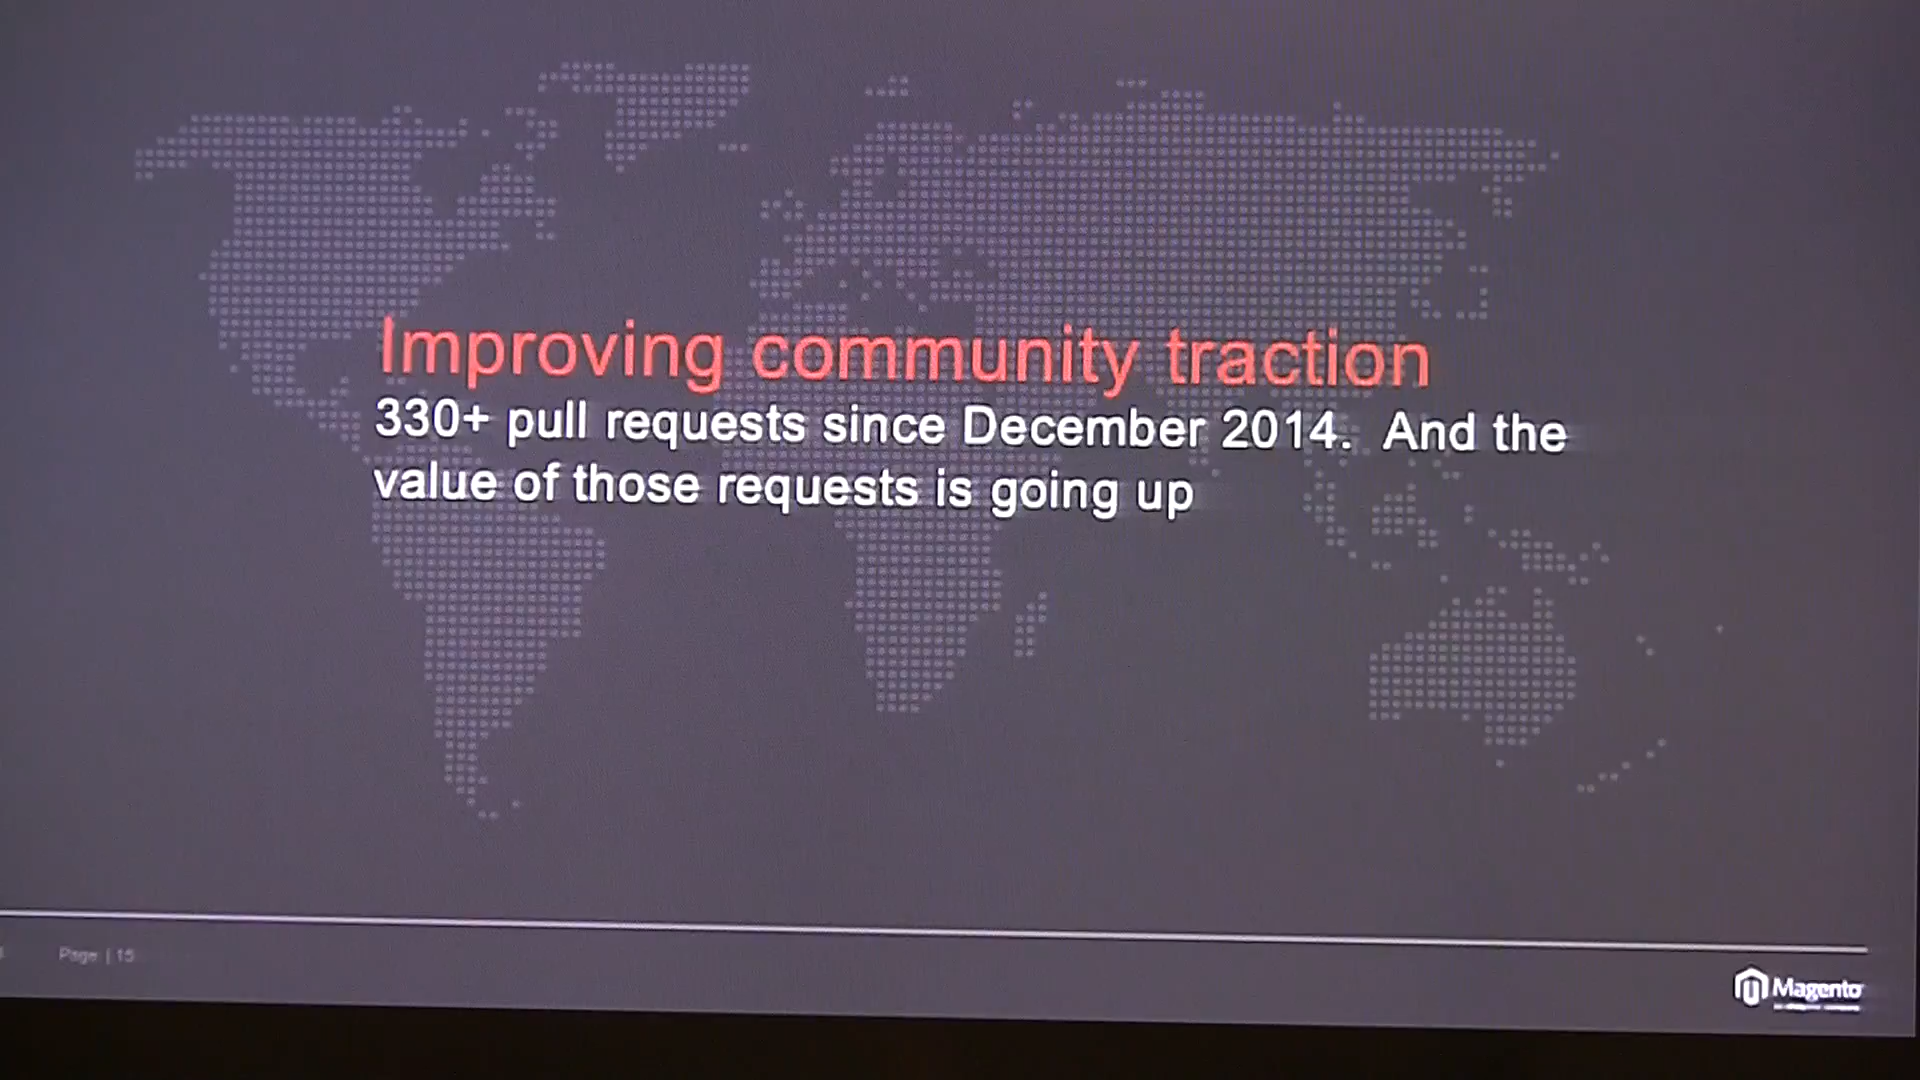 Improving community traction
330+ pull requests since December 2014. And the
value of those requests is going up
Page | 15
Magento